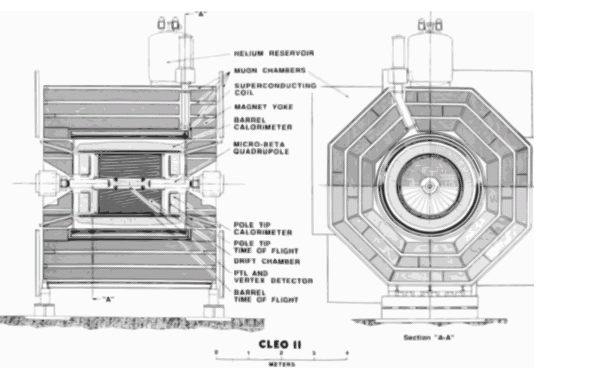 "A"
HELIUM RESERVOIR
MUON CHAMBERS
SUPERCONDUCTING
COIL
MAGNET YOKE
BARREL
CALORIMETER
MICRO-BETA
QUADRUPOLE
POLE TIP
CALORIMETER
POLE TIP
TIME OF FLIGHT
DRIFT CHAMBER
PTL AND
VERTEX DETECTOR
BARREL
TIME OF FLIGHT
"A"
Section "A-A"
CLEO II
0 1 2 3 4
METERS